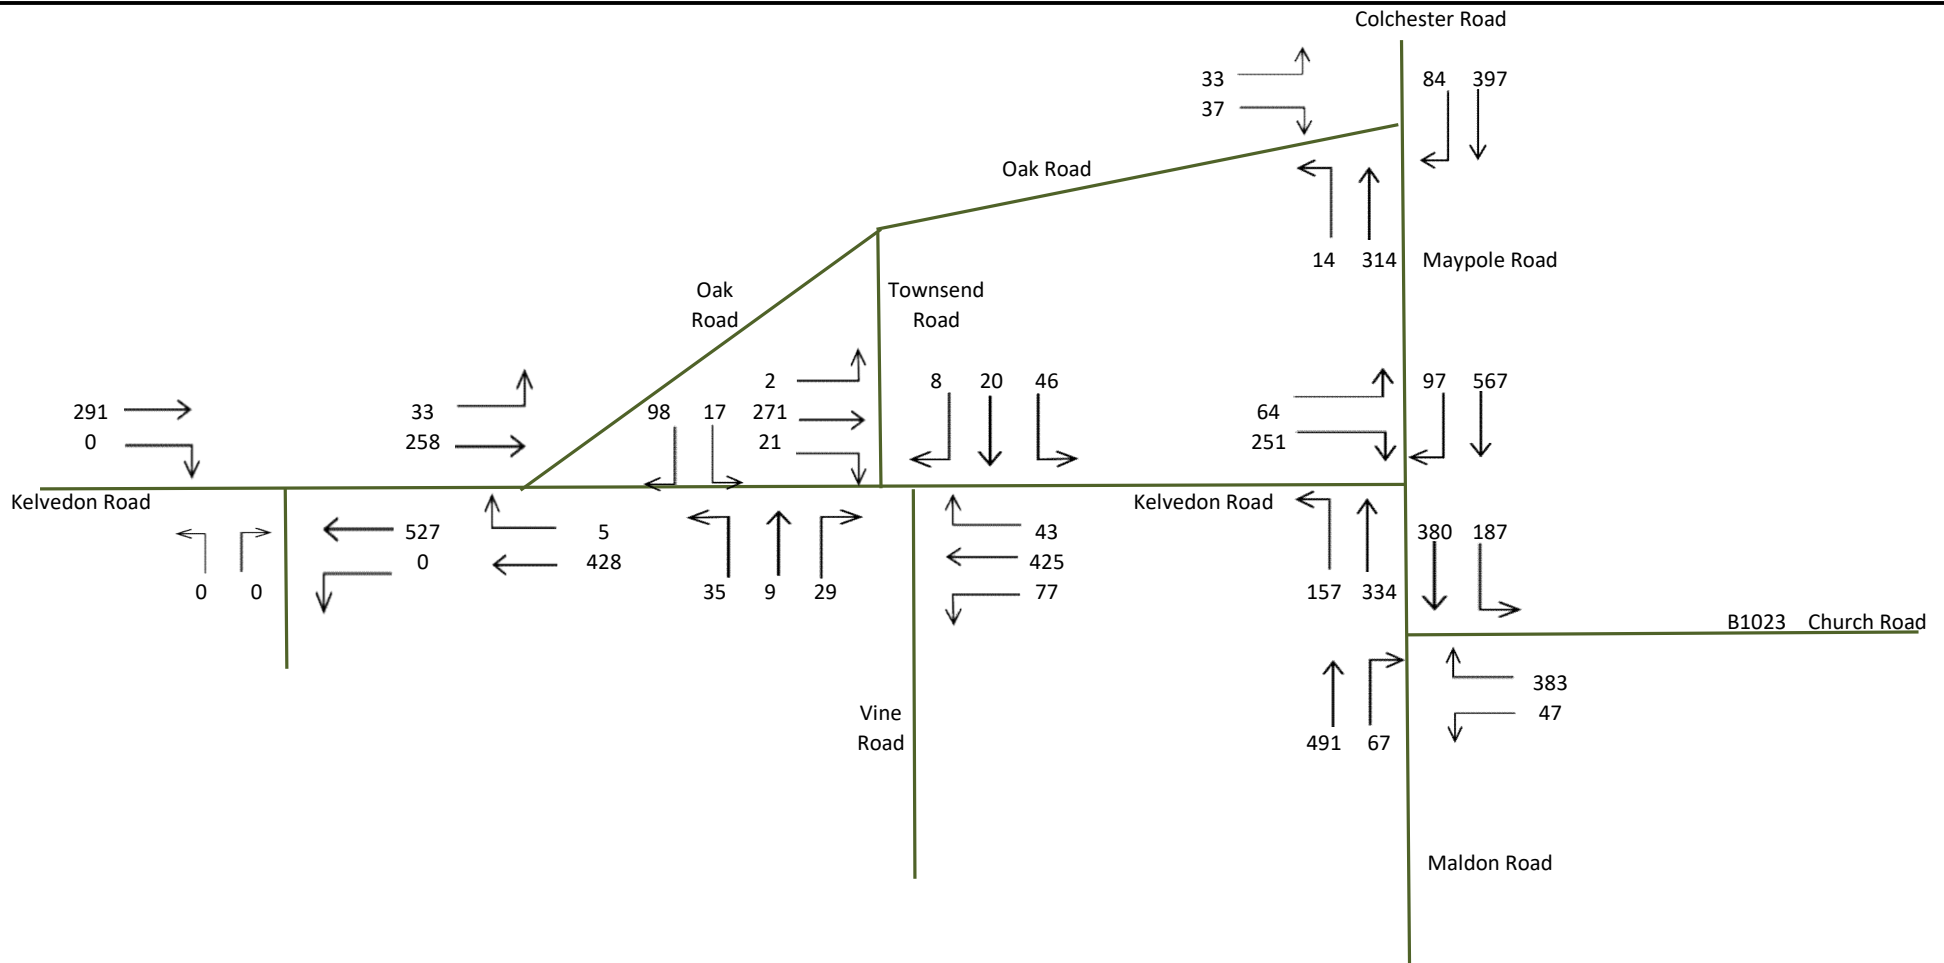 Colchester Road
33 84 397
37
Oak Road
14 314 Maypole Road
Oak
Road
Townsend
Road
2 8 20 46 97 567
291 33 98 17 271 64
0 258 21 251
Kelvedon Road Kelvedon Road
527 5 43 380 187
0 428 425
0 0 35 9 29 77 157 334
B1023 Church Road
383
47
Vine
Road
491 67
Maldon Road